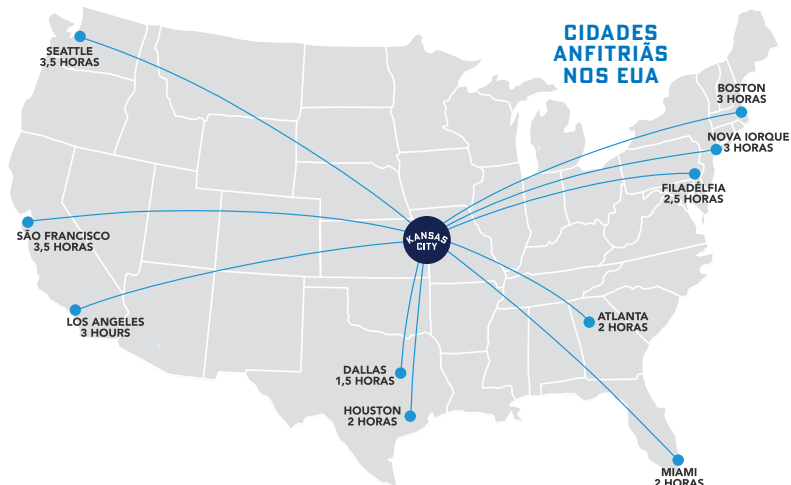 CIDADES
ANFITRIÃS
NOS EUA
SEATTLE
3,5 HORAS
BOSTON
3 HORAS
NOVA IORQUE
3 HORAS
FILADÉLFIA
2,5 HORAS
SÃO FRANCISCO
3,5 HORAS
KANSAS
CITY
LOS ANGELES
3 HOURS
ATLANTA
2 HORAS
DALLAS
1,5 HORAS
HOUSTON
2 HORAS
MIAMI
2 HORAS